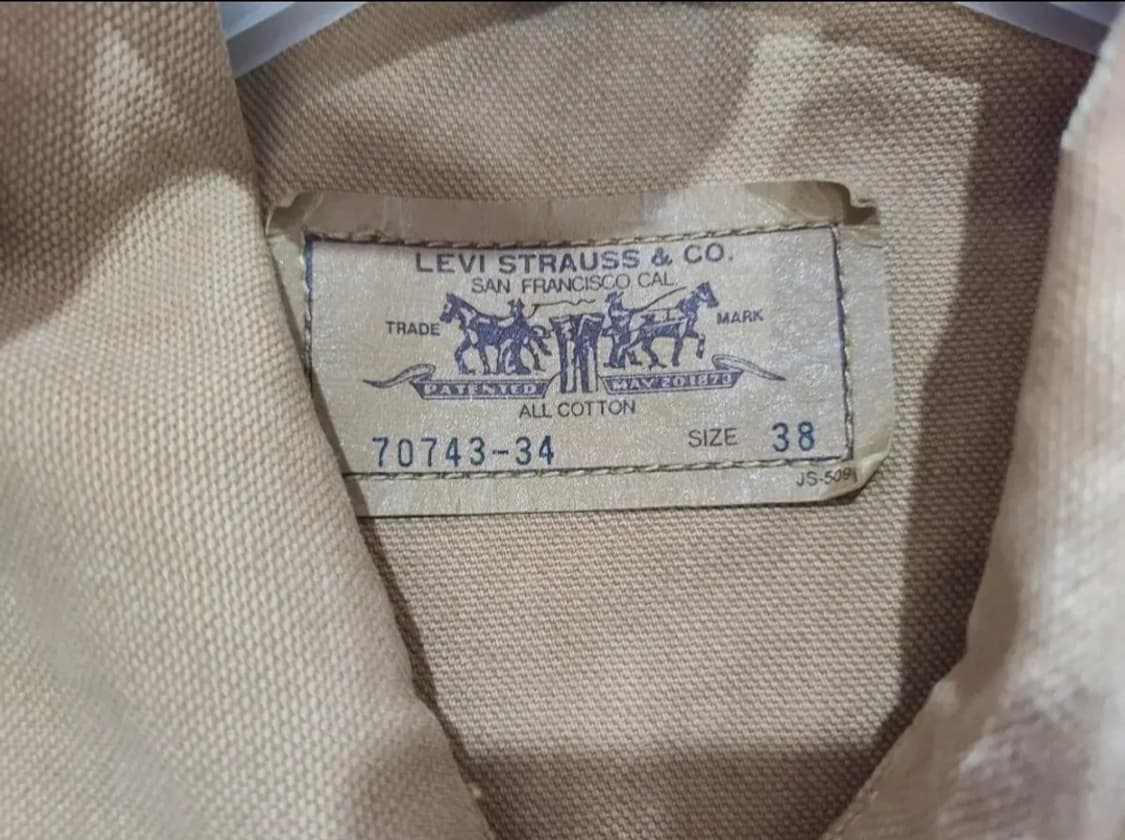 LEVI STRAUSS & CO.
SAN FRANCISCO CAL.
TRADE MARK
PATENTED MAY 20 1873
ALL COTTON
70743-34 SIZE 38
JS-509